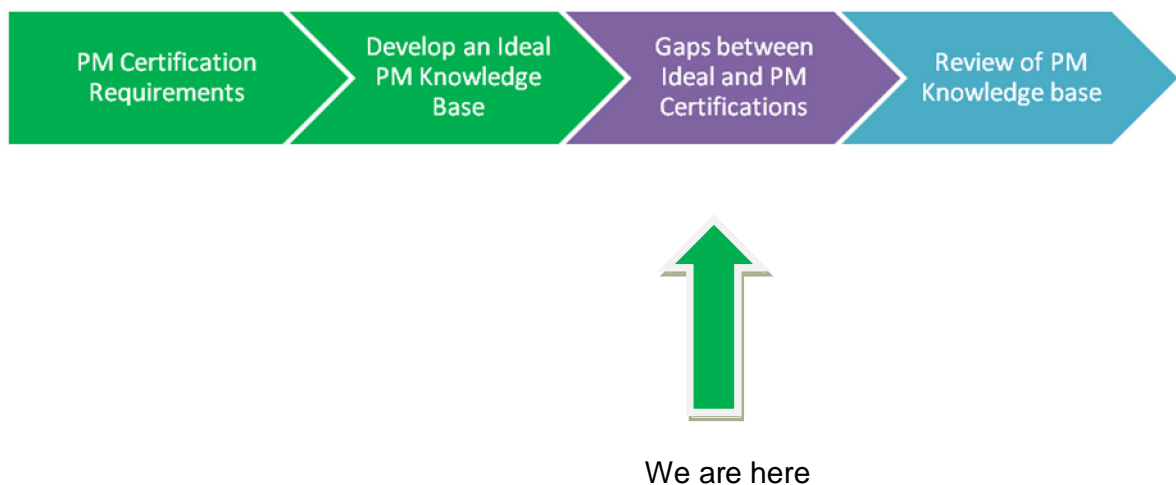 PM Certification
Requirements
Develop an Ideal
PM Knowledge
Base
Gaps between
Ideal and PM
Certifications
Review of PM
Knowledge base
We are here